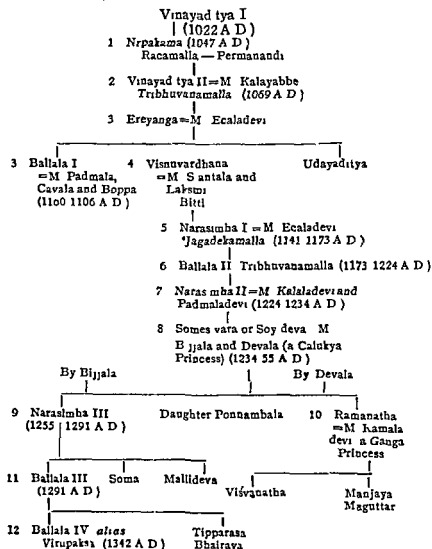 Vinayad tya I
(1022 A D)
1 Nrpakama (1047 A D)
Racamalla — Permanandi
2 Vinayad tya II=M Kalayabbe
Tribhuvanamalla (1069 A D)
3 Ereyanga=M Ecaladevi
3 Ballala I 4 Visnuvardhana Udayaditya
=M Padmala, =M S antala and
Cavala and Boppa Laksmi
(1100 1106 A D) Bitti
5 Narasimba I=M Ecaladevi
'Jagadekamalla (1141 1173 A D)
6 Ballala II Tribhuvanamalla (1173 1224 A D)
7 Naras mba II=M Kalaladevi and
Padmaladevi (1224 1234 A D)
8 Somes vara or Soy deva M
B jjala and Devala (a Calukya
Princess) (1234 55 A D)
By Bijjala By Devala
9 Narasimba III Daughter Ponnambala 10 Ramanatha
(1255 1291 A D) =M Kamala
devi a Ganga
Princess
11 Ballala III Soma Mallideva
(1291 A D) Viśvanatha Manjaya
Maguttar
12 Ballala IV alias Tipparasa
Virupaksa (1342 A D) Bhairava